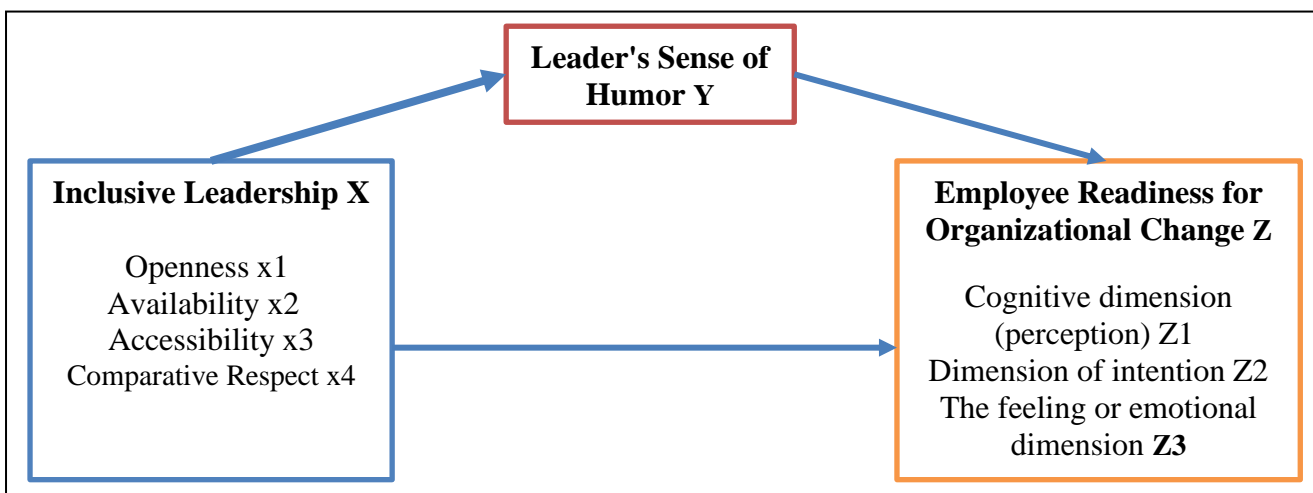 Leader's Sense of
Humor Y
Inclusive Leadership X
Openness x1
Availability x2
Accessibility x3
Comparative Respect x4
Employee Readiness for
Organizational Change Z
Cognitive dimension
(perception) Z1
Dimension of intention Z2
The feeling or emotional
dimension Z3